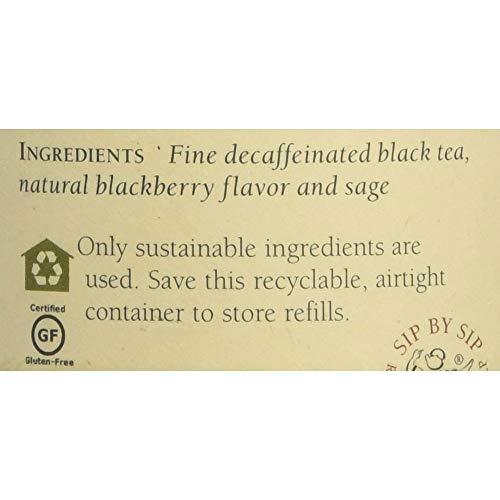 INGREDIENTS ' Fine decaffeinated black tea,
natural blackberry flavor and sage
Only sustainable ingredients are
used. Save this recyclable, airtight
container to store refills.
Certified
GF
Gluten-Free
SIP BY SIP
®